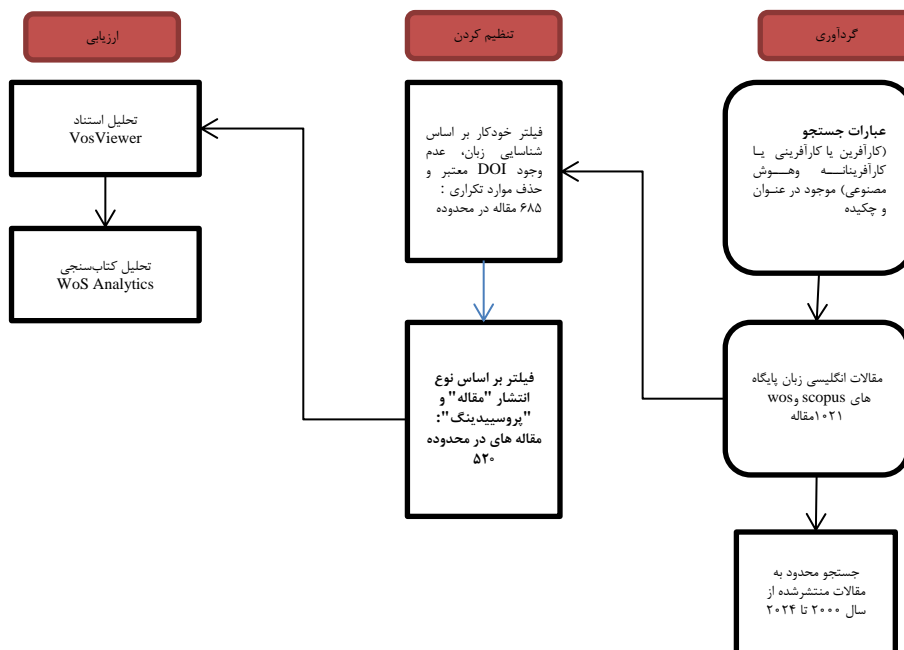 گردآوری
تنظیم کردن
ارزیابی
عبارات جستجو
(کارآفرین یا کارآفرینی یا
کارآفرینانه وهوش
مصنوعی) موجود در عنوان
و چکیده
مقالات انگلیسی زبان پایگاه
های scopus وwos
۱۰۲۱مقاله
جستجو محدود به
مقالات منتشرشده از
سال ۲۰۰۰ تا ۲۰۲۴
فیلتر خودکار بر اساس
شناسایی زبان، عدم
وجود DOI معتبر و
حذف موارد تکراری :
۶۸۵ مقاله در محدوده
فیلتر بر اساس نوع
انتشار "مقاله" و
"پروسییدینگ":
مقاله های در محدوده
۵۲۰
تحلیل استناد
VosViewer
تحلیل کتاب‌سنجی
WoS Analytics